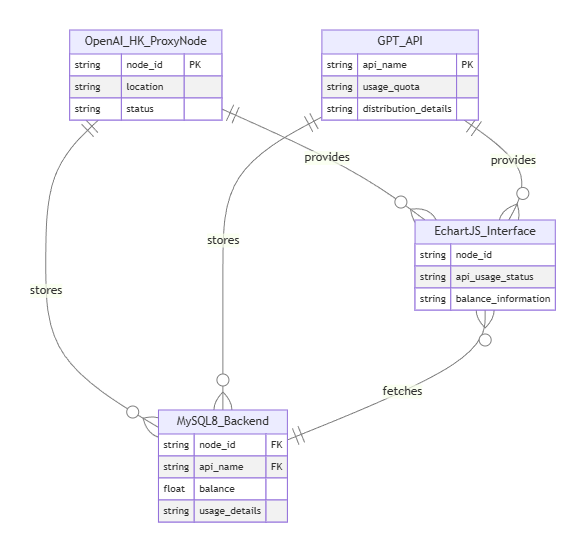 OpenAI_HK_ProxyNode
string node_id PK
string location
string status
GPT_API
string api_name PK
string usage_quota
string distribution_details
provides
provides
stores
stores
EchartJS_Interface
string node_id
string api_usage_status
string balance_information
fetches
MySQL8_Backend
string node_id FK
string api_name FK
float balance
string usage_details